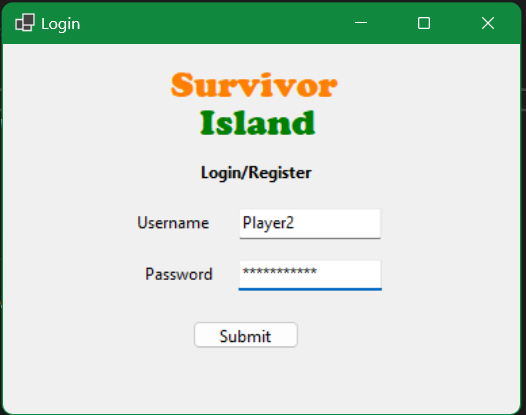 Login
Survivor
Island
Login/Register
Username Player2
Password ***********
Submit